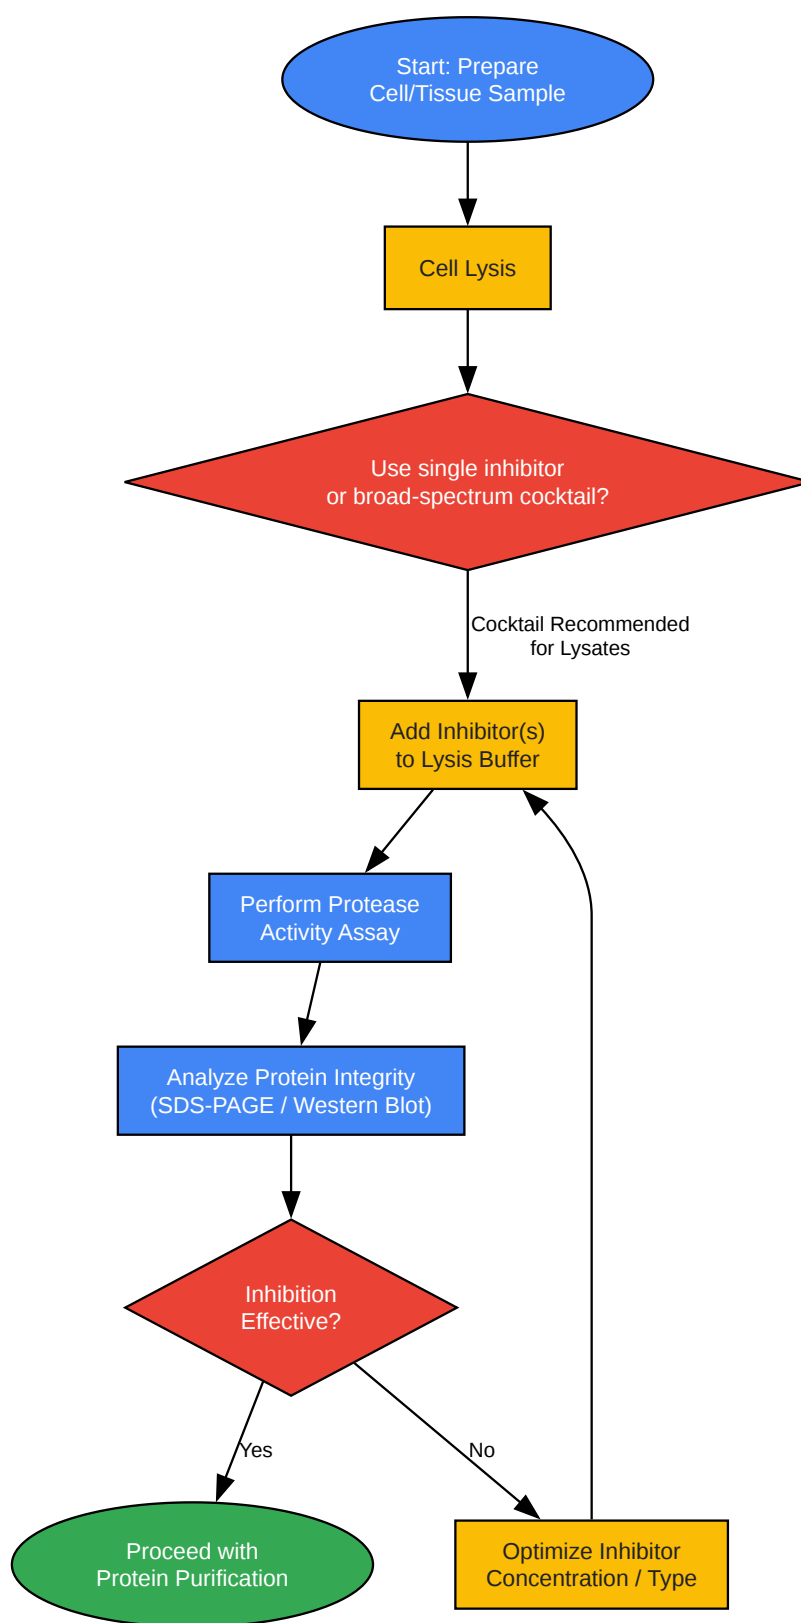 Start: Prepare
Cell/Tissue Sample
Cell Lysis
Use single inhibitor
or broad-spectrum cocktail?
Cocktail Recommended
for Lysates
Add Inhibitor(s)
to Lysis Buffer
Perform Protease
Activity Assay
Analyze Protein Integrity
(SDS-PAGE / Western Blot)
Inhibition
Effective?
Yes
No
Proceed with
Protein Purification
Optimize Inhibitor
Concentration / Type